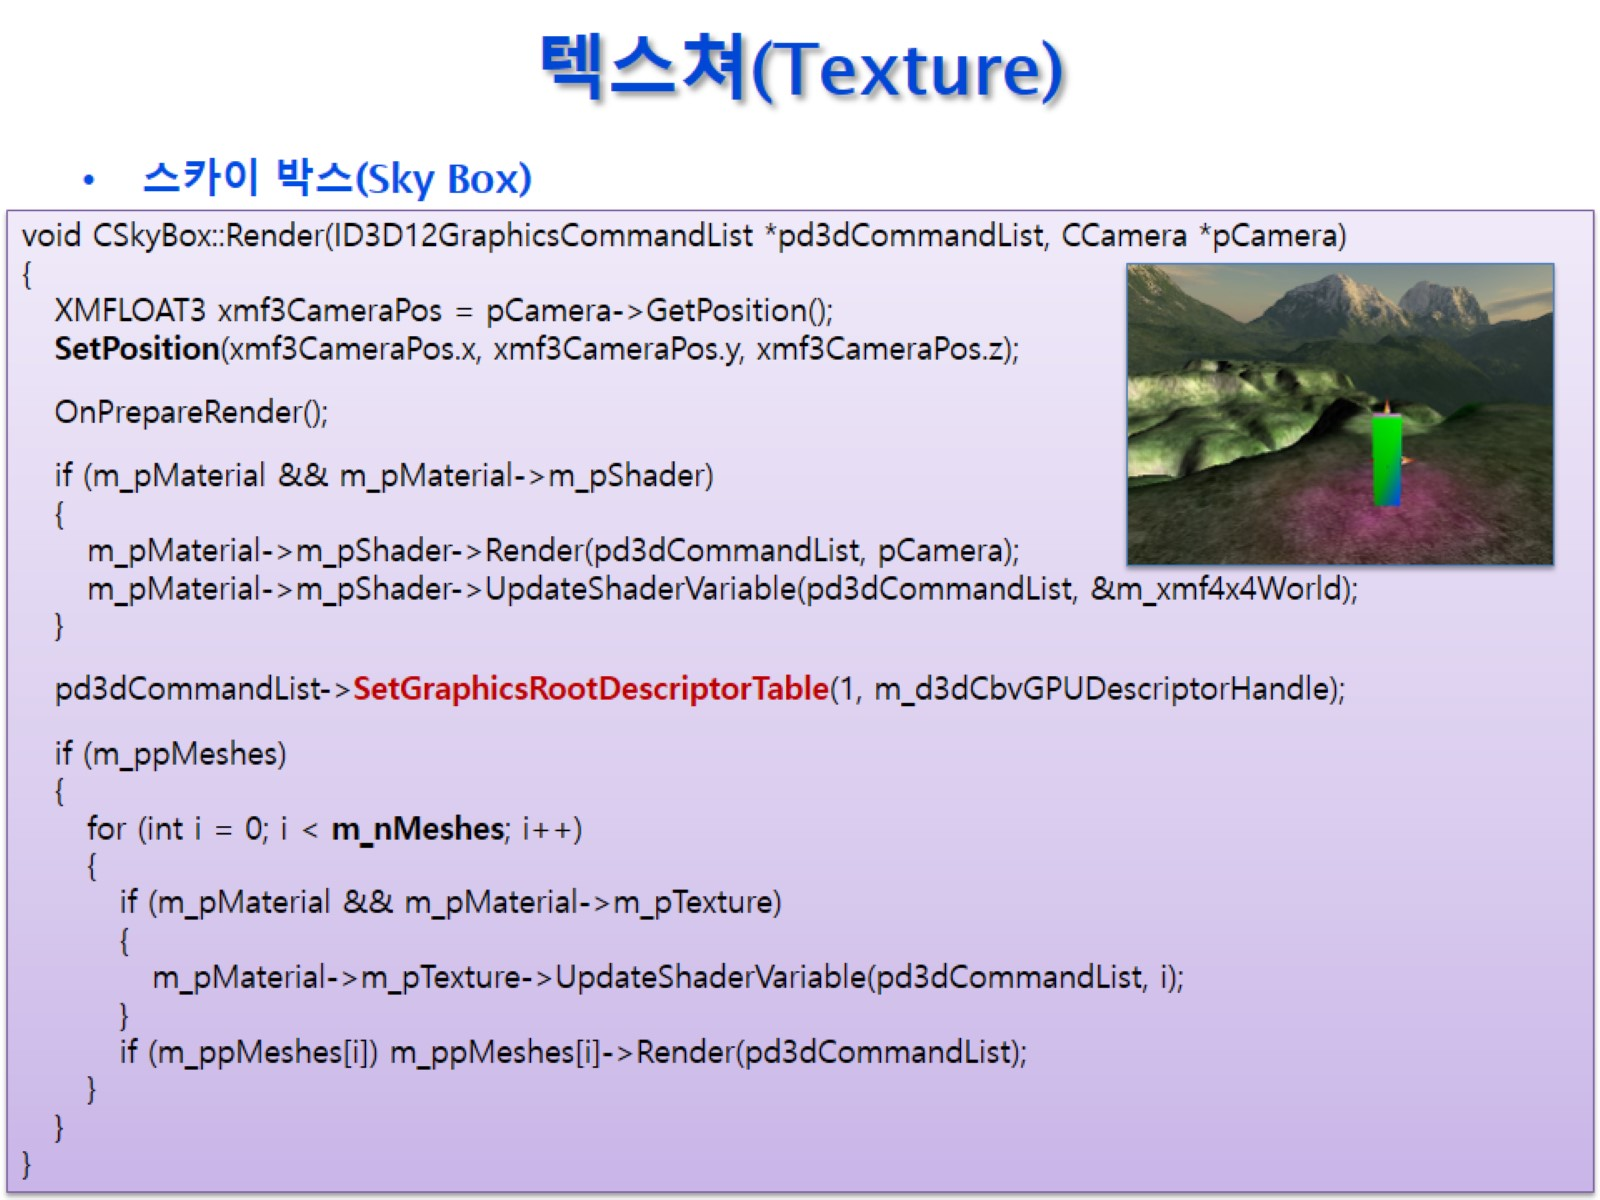 텍스쳐(Texture)
• 스카이 박스(Sky Box)
void CSkyBox::Render(ID3D12GraphicsCommandList *pd3dCommandList, CCamera *pCamera)
{
XMFLOAT3 xmf3CameraPos = pCamera->GetPosition();
SetPosition(xmf3CameraPos.x, xmf3CameraPos.y, xmf3CameraPos.z);
OnPrepareRender();
if (m_pMaterial && m_pMaterial->m_pShader)
{
m_pMaterial->m_pShader->Render(pd3dCommandList, pCamera);
m_pMaterial->m_pShader->UpdateShaderVariable(pd3dCommandList, &m_xmf4x4World);
}
pd3dCommandList->SetGraphicsRootDescriptorTable(1, m_d3dCbvGPUDescriptorHandle);
if (m_ppMeshes)
{
for (int i = 0; i < m_nMeshes; i++)
{
if (m_pMaterial && m_pMaterial->m_pTexture)
{
m_pMaterial->m_pTexture->UpdateShaderVariable(pd3dCommandList, i);
}
if (m_ppMeshes[i]) m_ppMeshes[i]->Render(pd3dCommandList);
}
}
}